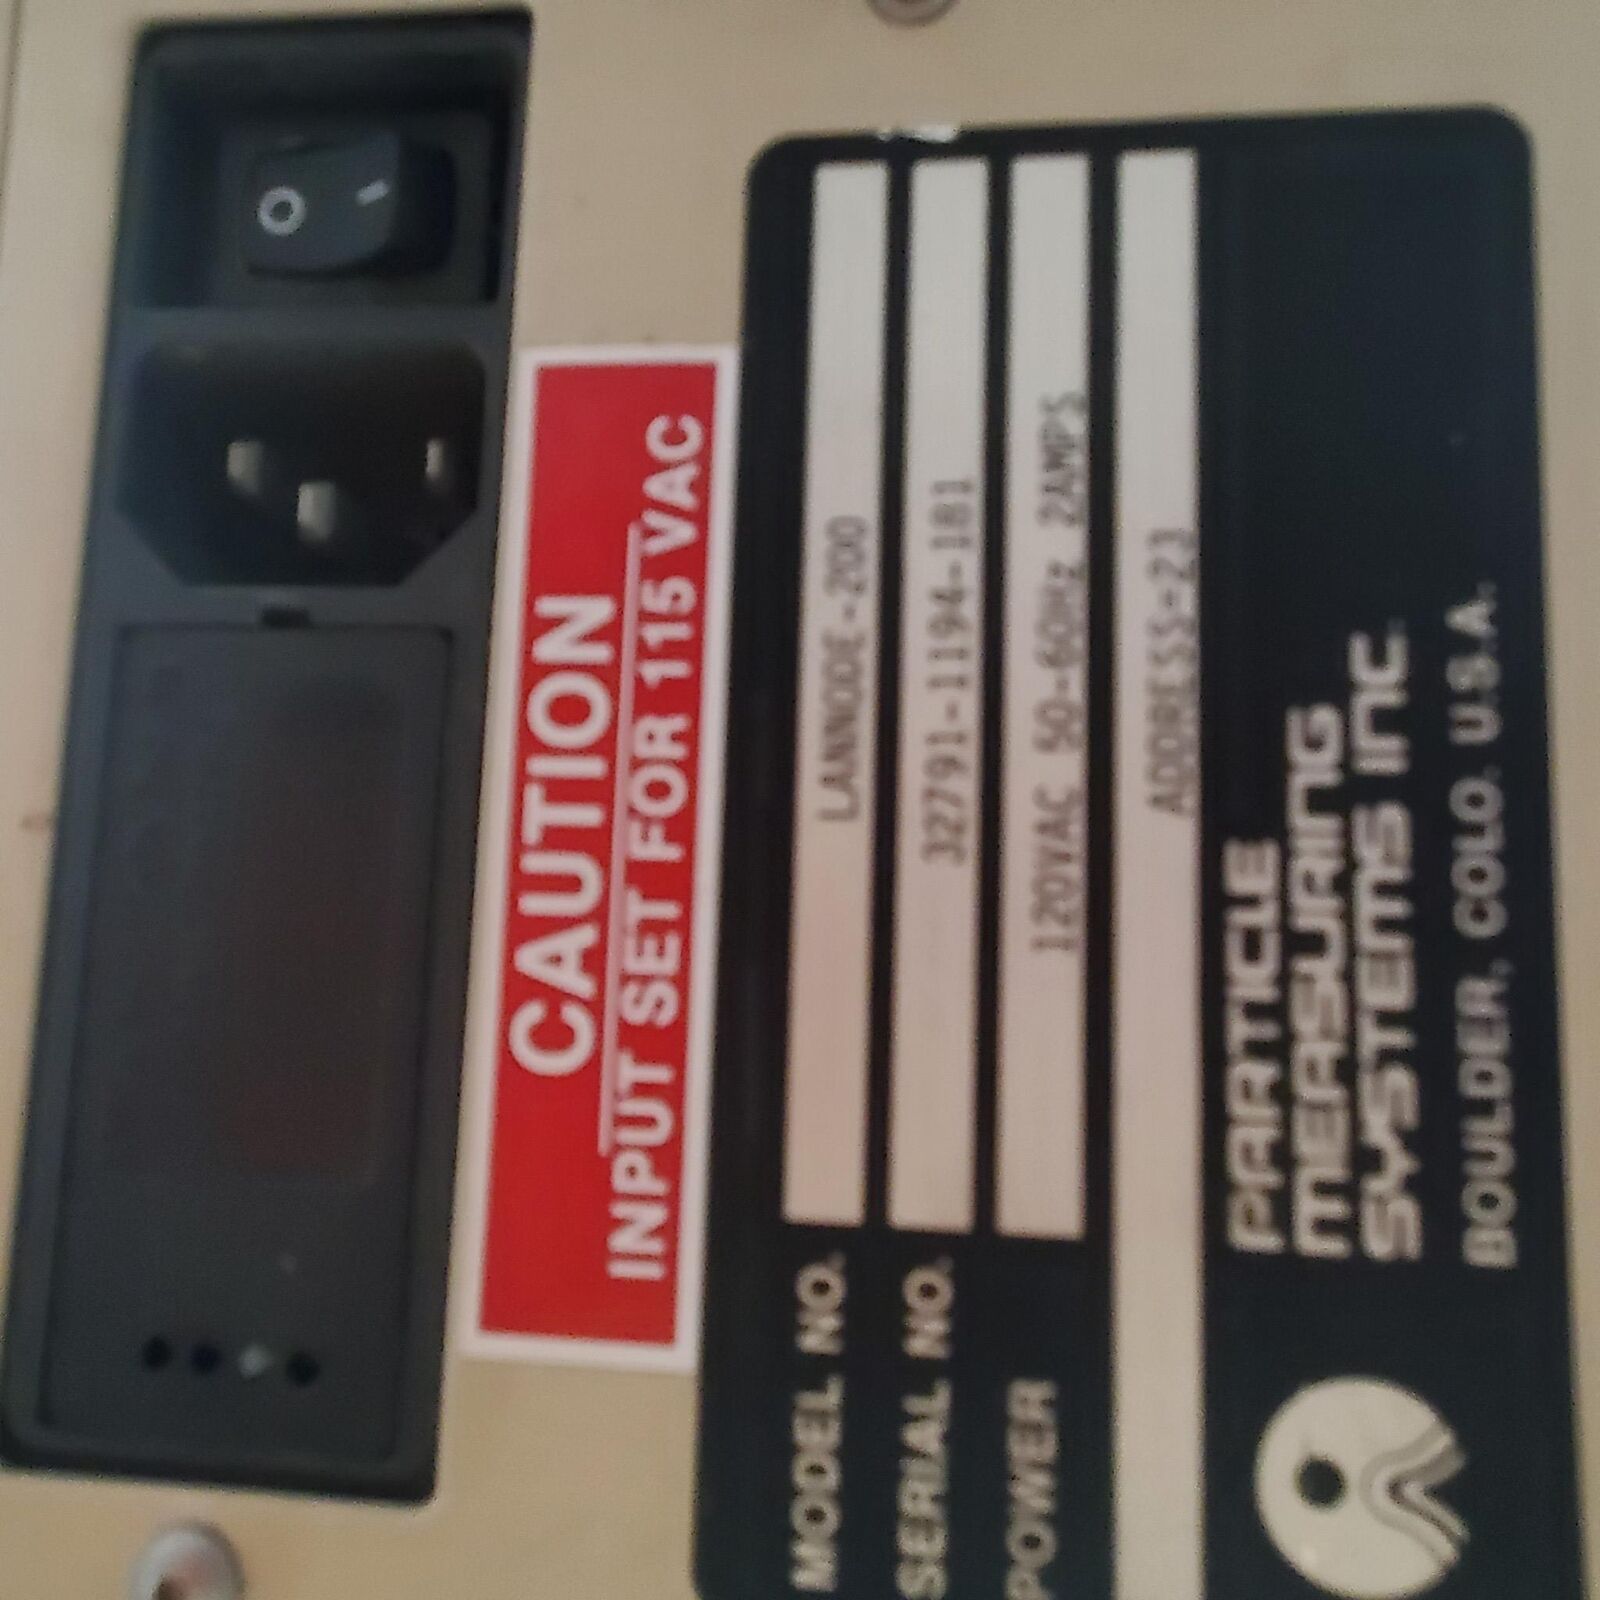 O I
CAUTION
INPUT SET FOR 115 VAC
MODEL NO. LANNODE-200
SERIAL NO. 32791-1194-181
POWER 120VAC 50-60Hz 2AMPS
ADDRESS=23
PARTICLE
MEASURING
SYSTEMS INC.
BOULDER, COLO. U.S.A.